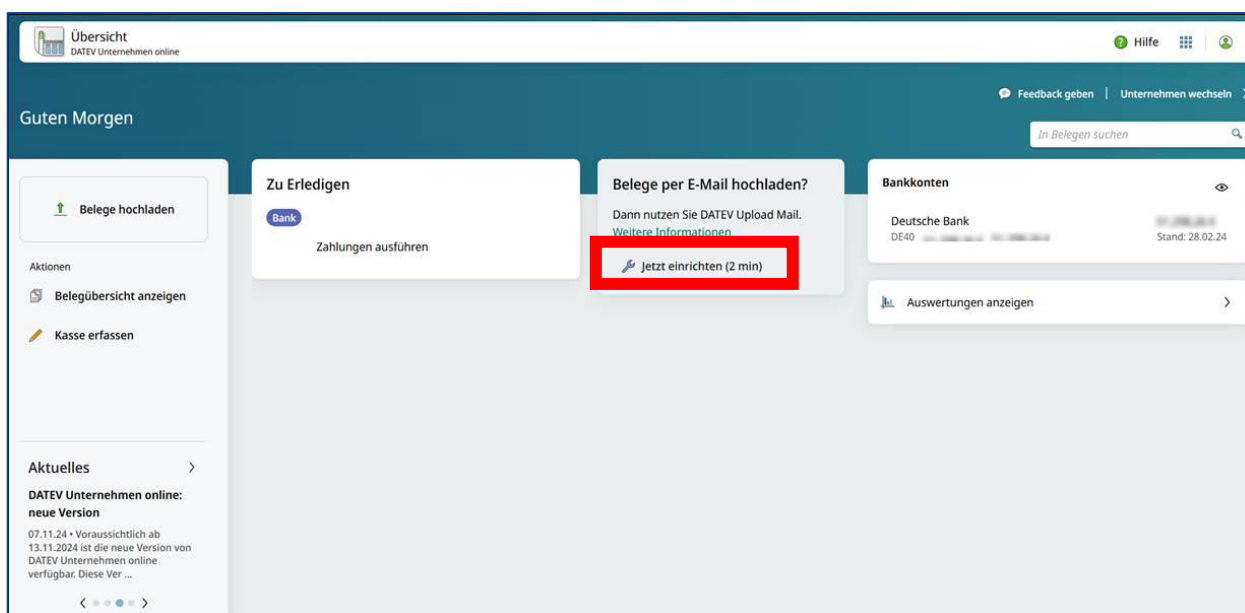 Übersicht
DATEV Unternehmen online
Hilfe
Feedback geben | Unternehmen wechseln
Guten Morgen
In Belegen suchen
Belege hochladen
Aktionen
Belegübersicht anzeigen
Kasse erfassen
Aktuelles
DATEV Unternehmen online:
neue Version
07.11.24 • Voraussichtlich ab
13.11.2024 ist die neue Version von
DATEV Unternehmen online
verfügbar. Diese Ver ...
Zu Erledigen
Bank
Zahlungen ausführen
Belege per E-Mail hochladen?
Dann nutzen Sie DATEV Upload Mail.
Weitere Informationen
Jetzt einrichten (2 min)
Bankkonten
Deutsche Bank
DE40
Stand: 28.02.24
Auswertungen anzeigen